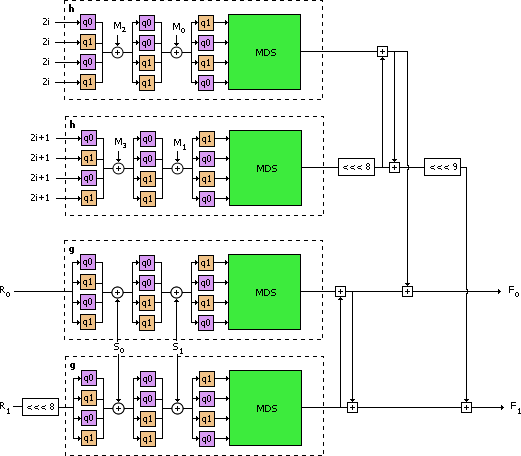 h
2i q0 q0 q1
2i q1 M2 q0 M0 q0 MDS
2i q0 q1 q1
2i q1 q1 q0
h
2i+1 q0 q0 q1
2i+1 q1 M3 q0 M1 q0 MDS <<< 8 <<< 9
2i+1 q0 q1 q1
2i+1 q1 q1 q0
g
q0 q0 q1
R0 q1 q0 q0 MDS F0
q0 q1 q1
q1 q1 q0
S0 S1
g
q0 q0 q1
R1 <<< 8 q1 q0 q0 MDS F1
q0 q1 q1
q1 q1 q0